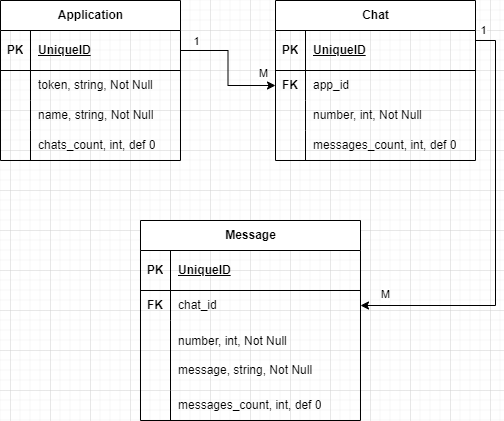 Application
PK UniqueID
token, string, Not Null
name, string, Not Null
chats_count, int, def 0
1
M
Chat
PK UniqueID
FK app_id
number, int, Not Null
messages_count, int, def 0
1
M
Message
PK UniqueID
FK chat_id
number, int, Not Null
message, string, Not Null
messages_count, int, def 0